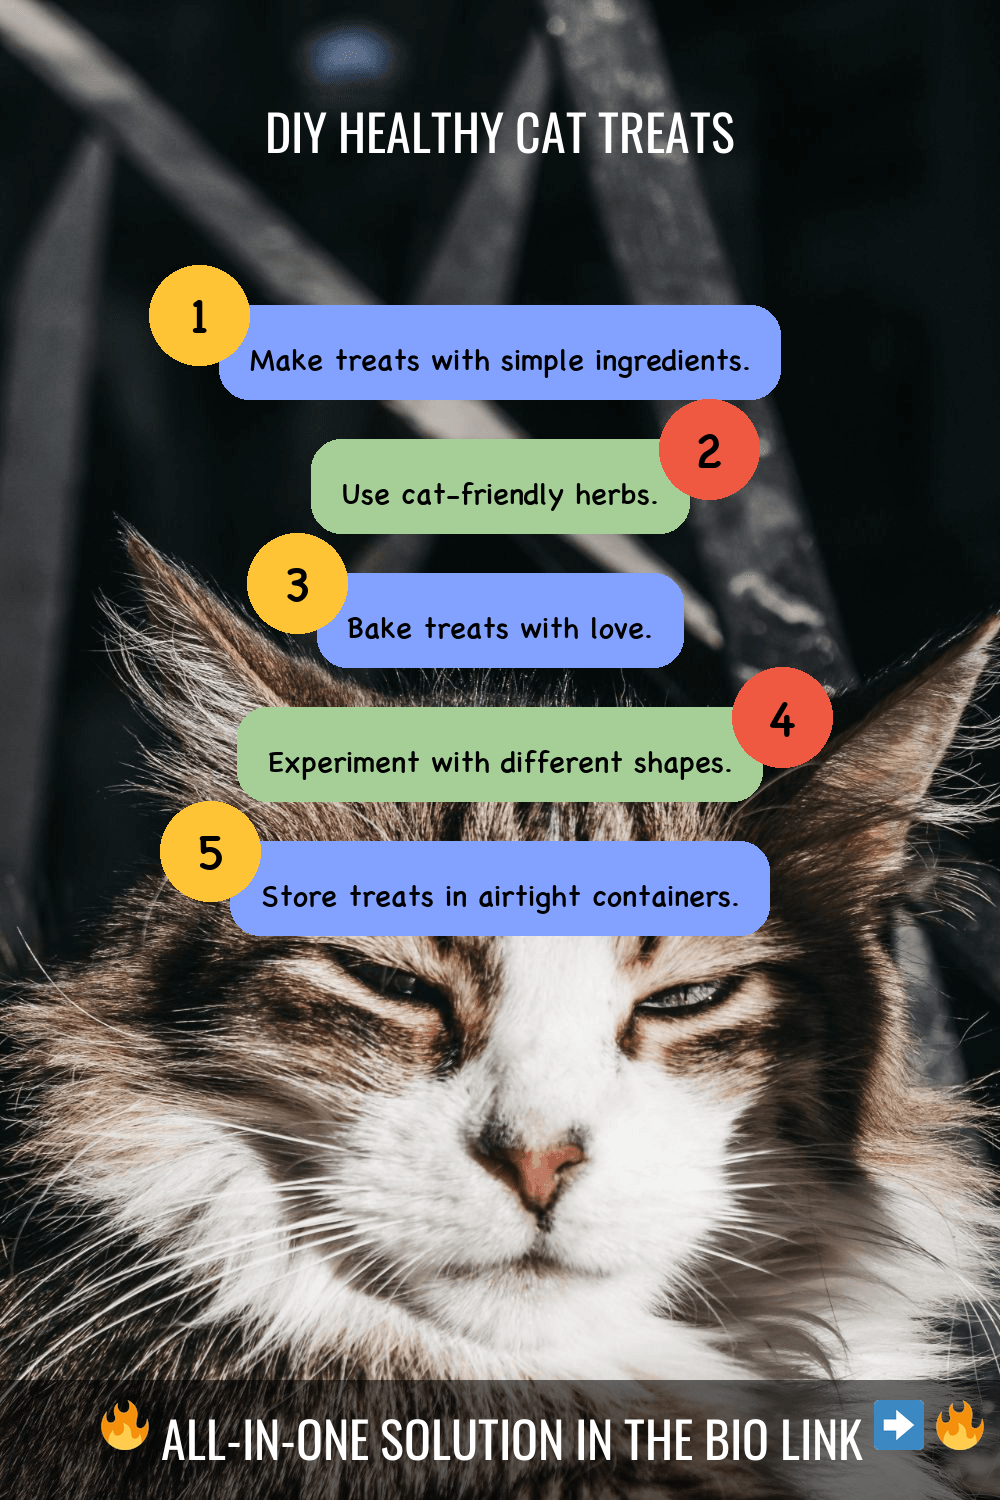 DIY HEALTHY CAT TREATS
1
Make treats with simple ingredients.
2
Use cat-friendly herbs.
3
Bake treats with love.
4
Experiment with different shapes.
5
Store treats in airtight containers.
🔥 ALL-IN-ONE SOLUTION IN THE BIO LINK ➡️ 🔥